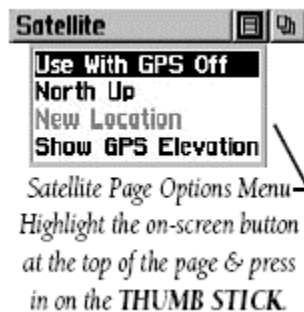 Satellite
Use With GPS Off
North Up
New Location
Show GPS Elevation
Satellite Page Options Menu
Highlight the on-screen button
at the top of the page & press
in on the THUMB STICK.